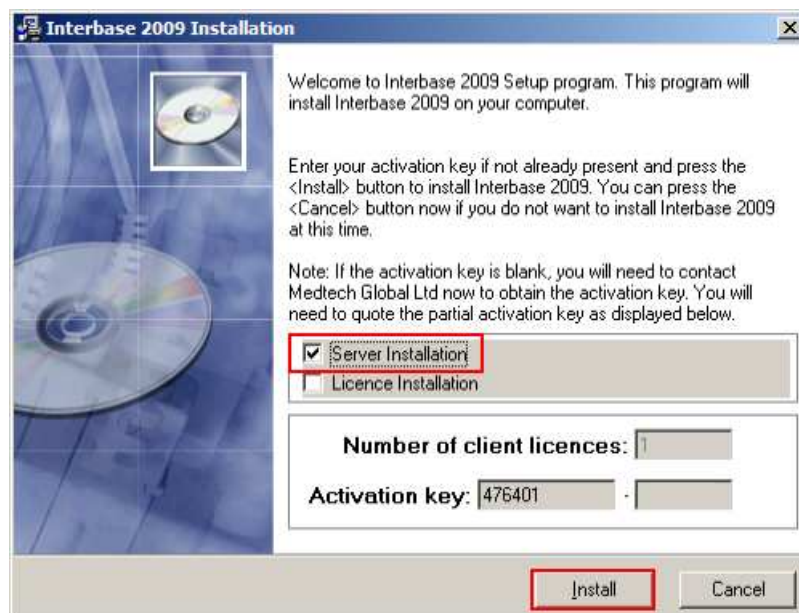 Interbase 2009 Installation
Welcome to Interbase 2009 Setup program. This program will
install Interbase 2009 on your computer.
Enter your activation key if not already present and press the
<Install> button to install Interbase 2009. You can press the
<Cancel> button now if you do not want to install Interbase 2009
at this time.
Note: If the activation key is blank, you will need to contact
Medtech Global Ltd now to obtain the activation key. You will
need to quote the partial activation key as displayed below.
Server Installation
Licence Installation
Number of client licences: 1
Activation key: 476401 -
Install Cancel